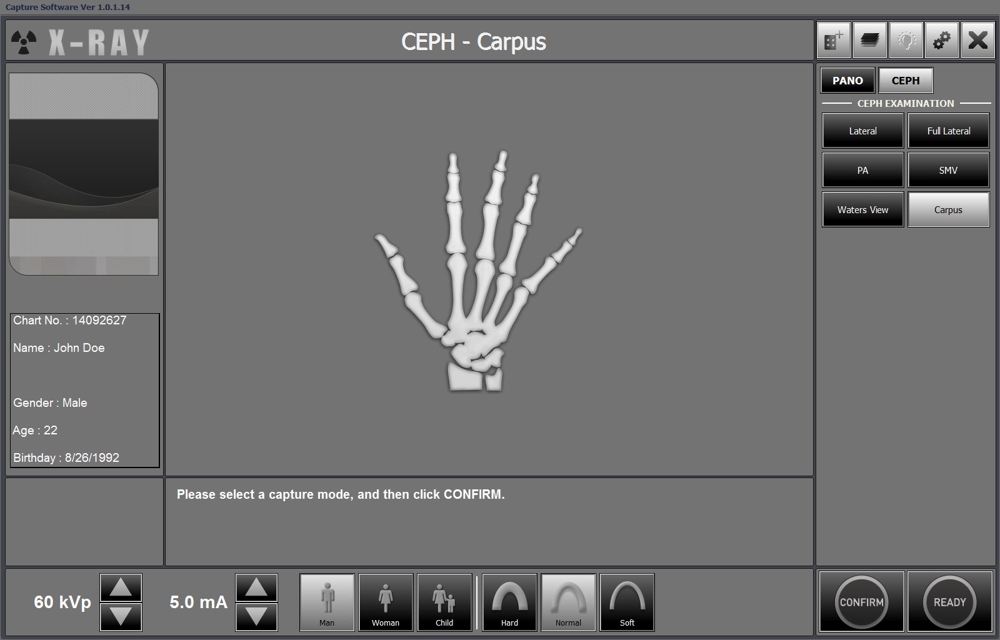 Capture Software Ver 1.0.1.14
X-RAY
CEPH - Carpus
PANO
CEPH
CEPH EXAMINATION
Lateral
Full Lateral
PA
SMV
Waters View
Carpus
Chart No. : 14092627
Name : John Doe
Gender : Male
Age : 22
Birthday : 8/26/1992
Please select a capture mode, and then click CONFIRM.
60 kVp
5.0 mA
Man
Woman
Child
Hard
Normal
Soft
CONFIRM
READY